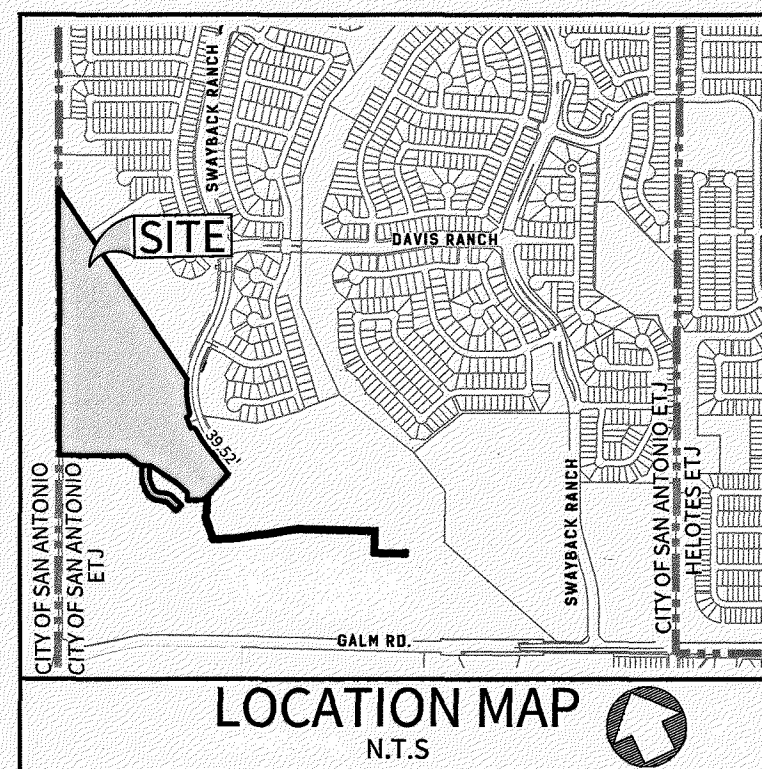 SWAYBACK RANCH
SITE
DAVIS RANCH
39.52'
CITY OF SAN ANTONIO
CITY OF SAN ANTONIO
ETJ
SWAYBACK RANCH
CITY OF SAN ANTONIO ETJ
HELOTES ETJ
GALM RD.
LOCATION MAP
N.T.S